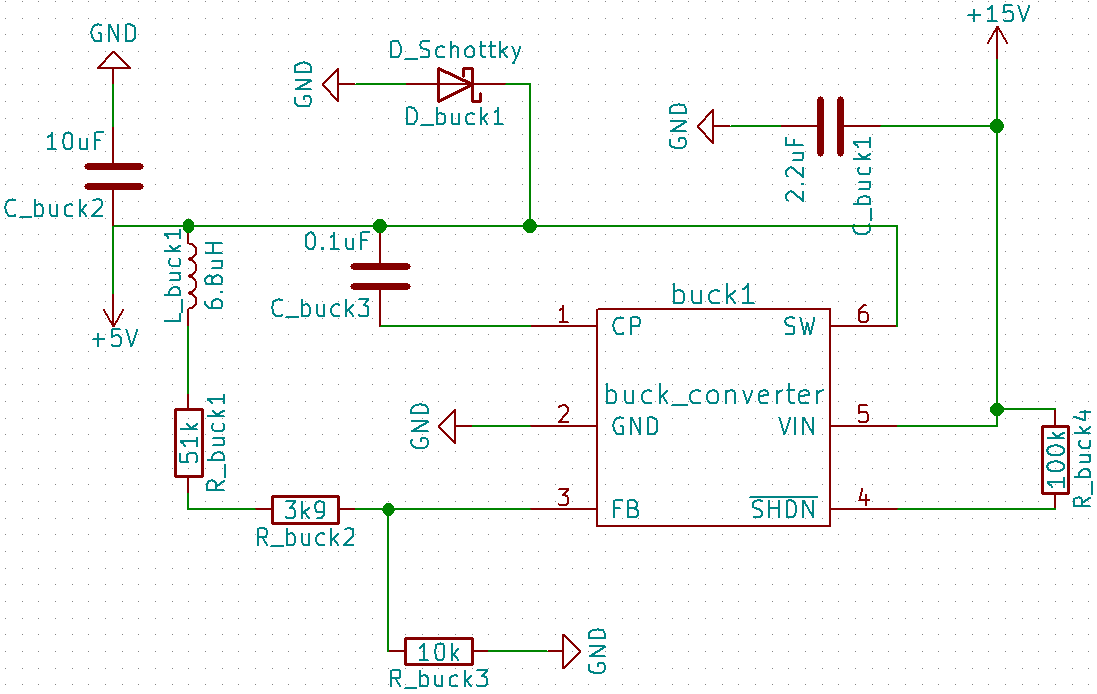 +15V
GND
D_Schottky
GND
D_buck1
GND
2.2uF
C_buck1
10uF
C_buck2
L_buck1
6.8uH
0.1uF
C_buck3
+5V
buck1
1
CP
SW
6
buck_converter
2
GND
GND
VIN
5
51k
R_buck1
100k
R_buck4
3k9
R_buck2
3
FB
SHDN
4
10k
R_buck3
GND